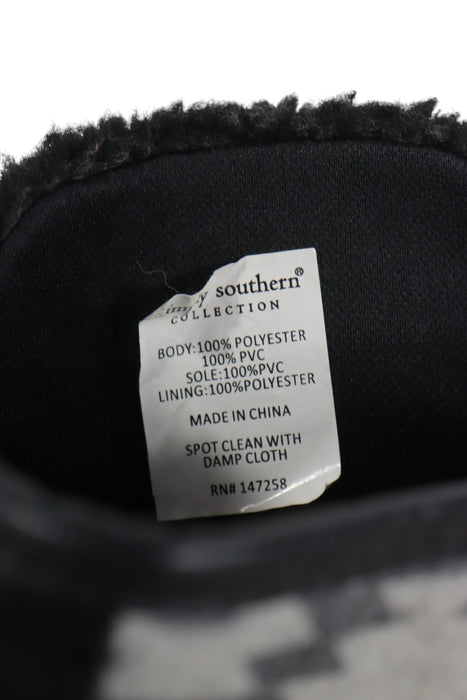 simply southern®
COLLECTION
BODY:100% POLYESTER
100% PVC
SOLE:100%PVC
LINING:100%POLYESTER
MADE IN CHINA
SPOT CLEAN WITH
DAMP CLOTH
RN# 147258